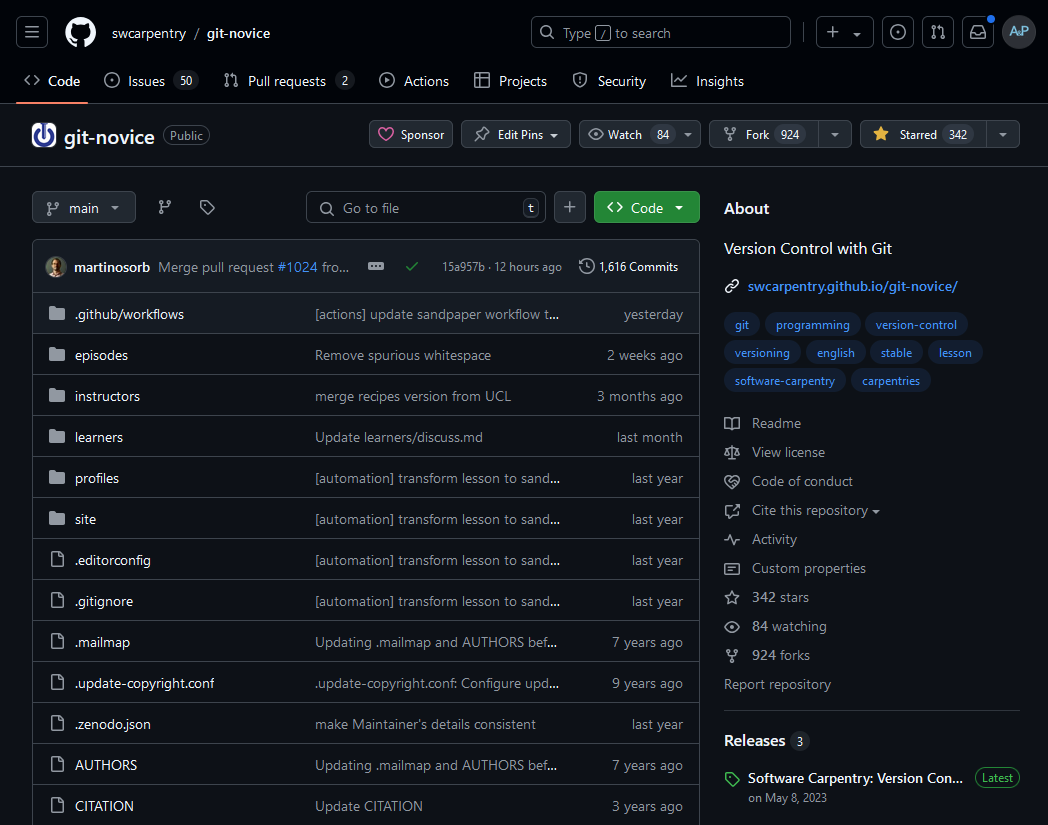 swcarpentry / git-novice
Type / to search
A&P
Code
Issues 50
Pull requests 2
Actions
Projects
Security
Insights
git-novice Public
Sponsor
Edit Pins
Watch 84
Fork 924
Starred 342
main
Go to file t
Code
martinosorb Merge pull request #1024 fro... 15a957b · 12 hours ago 1,616 Commits
.github/workflows [actions] update sandpaper workflow t... yesterday
episodes Remove spurious whitespace 2 weeks ago
instructors merge recipes version from UCL 3 months ago
learners Update learners/discuss.md last month
profiles [automation] transform lesson to sand... last year
site [automation] transform lesson to sand... last year
.editorconfig [automation] transform lesson to sand... last year
.gitignore [automation] transform lesson to sand... last year
.mailmap Updating .mailmap and AUTHORS bef... 7 years ago
.update-copyright.conf .update-copyright.conf: Configure upd... 9 years ago
.zenodo.json make Maintainer's details consistent last year
AUTHORS Updating .mailmap and AUTHORS bef... 7 years ago
CITATION Update CITATION 3 years ago
About
Version Control with Git
swcarpentry.github.io/git-novice/
git programming version-control
versioning english stable lesson
software-carpentry carpentries
Readme
View license
Code of conduct
Cite this repository
Activity
Custom properties
342 stars
84 watching
924 forks
Report repository
Releases 3
Software Carpentry: Version Con... Latest
on May 8, 2023